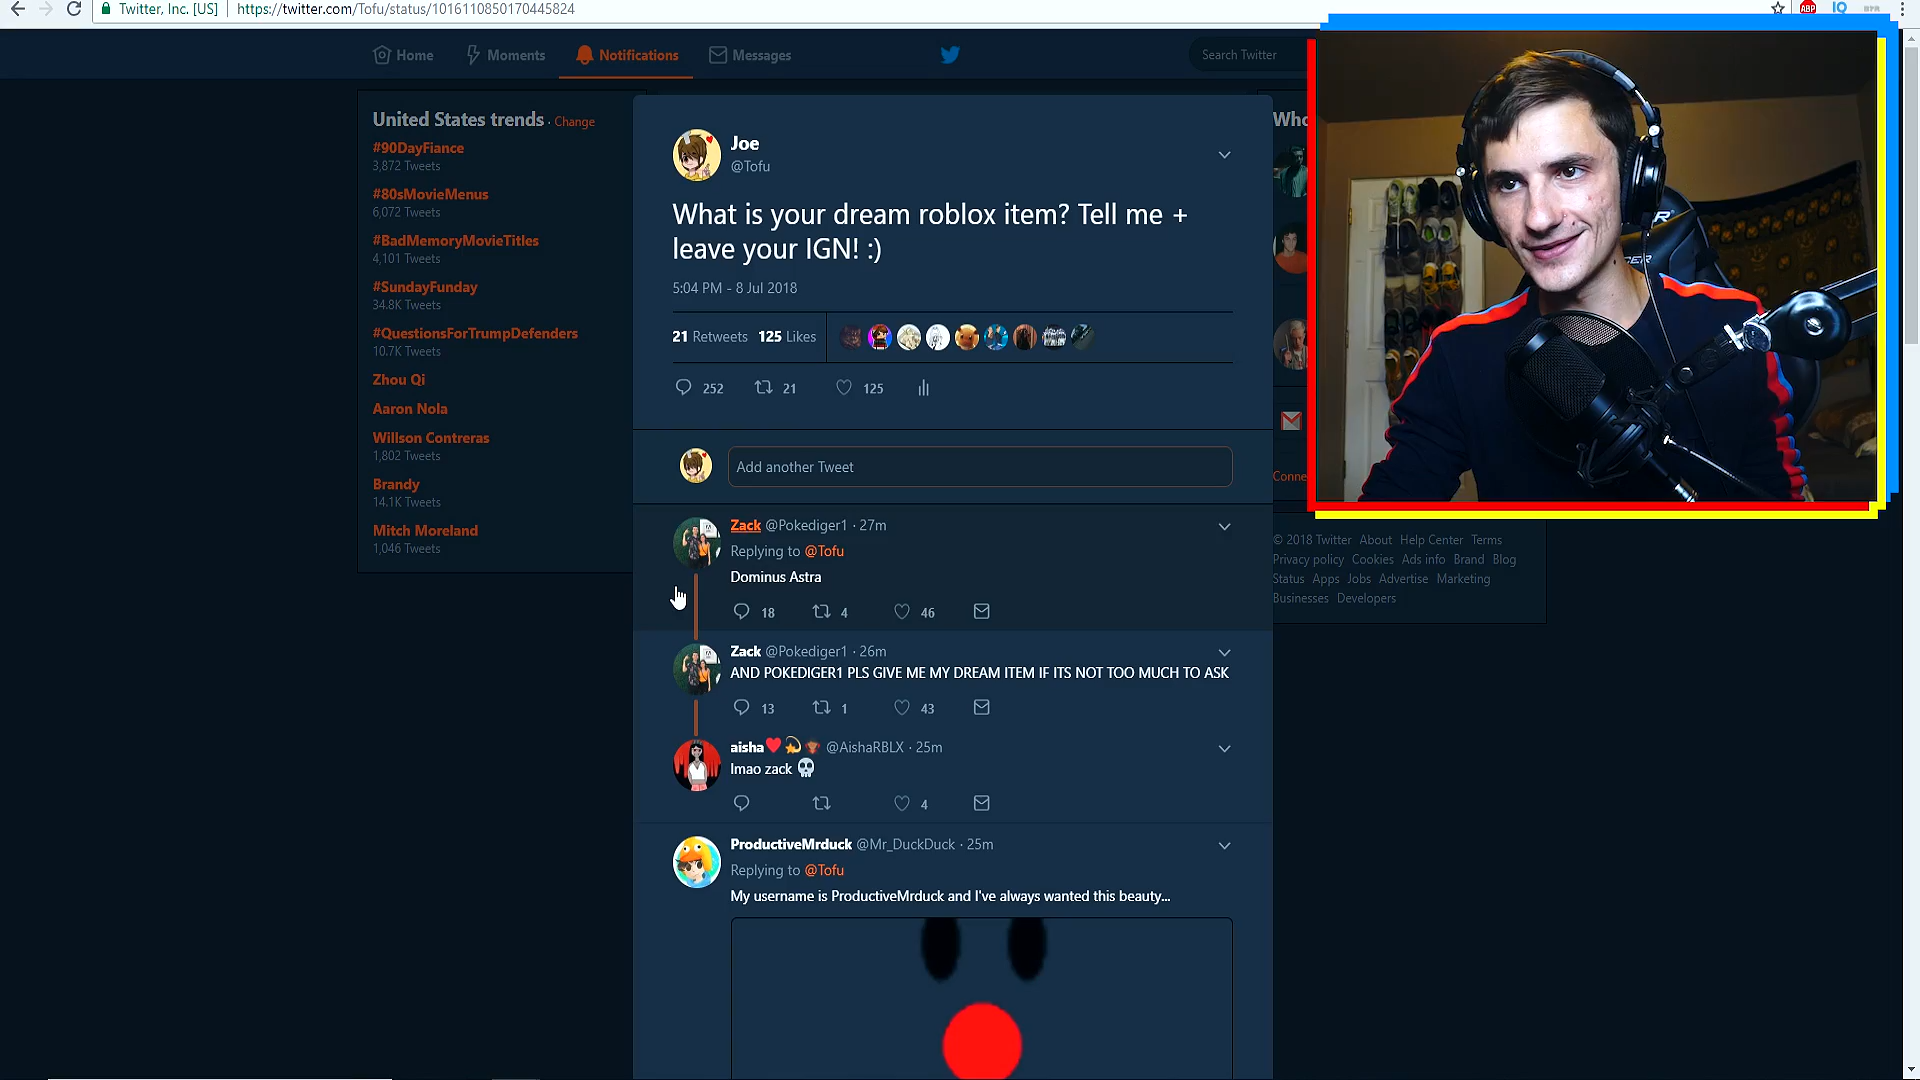 Twitter, Inc. [US]
https://twitter.com/Tofu/status/1016110850170445824
ABP
IQ
Home
Moments
Notifications
Messages
Search Twitter
United States trends · Change
#90DayFiance
3,872 Tweets
#80sMovieMenus
6,072 Tweets
#BadMemoryMovieTitles
4,101 Tweets
#SundayFunday
34.8K Tweets
#QuestionsForTrumpDefenders
10.7K Tweets
Zhou Qi
Aaron Nola
Willson Contreras
1,802 Tweets
Brandy
14.1K Tweets
Mitch Moreland
1,046 Tweets
Joe
@Tofu
What is your dream roblox item? Tell me +
leave your IGN! :)
5:04 PM - 8 Jul 2018
21 Retweets 125 Likes
252 21 125
Add another Tweet
Zack @Pokediger1 · 27m
Replying to @Tofu
Dominus Astra
18 4 46
Zack @Pokediger1 · 26m
AND POKEDIGER1 PLS GIVE ME MY DREAM ITEM IF ITS NOT TOO MUCH TO ASK
13 1 43
aisha @AishaRBLX · 25m
lmao zack
4
ProductiveMrduck @Mr_DuckDuck · 25m
Replying to @Tofu
My username is ProductiveMrduck and I've always wanted this beauty...
Who
Conne
© 2018 Twitter About Help Center Terms
Privacy policy Cookies Ads info Brand Blog
Status Apps Jobs Advertise Marketing
Businesses Developers